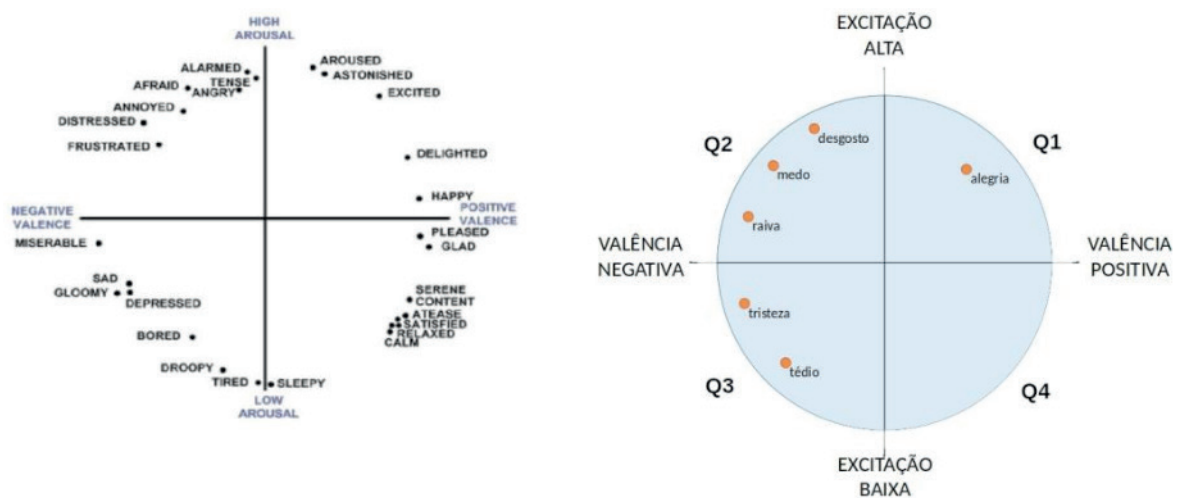 HIGH
AROUSAL
ALARMED
AROUSED
TENSE
ASTONISHED
AFRAID
ANGRY
EXCITED
ANNOYED
DISTRESSED
FRUSTRATED
DELIGHTED
HAPPY
NEGATIVE
VALENCE
POSITIVE
VALENCE
MISERABLE
PLEASED
GLAD
SAD
GLOOMY
DEPRESSED
SERENE
CONTENT
ATEASE
SATISFIED
RELAXED
CALM
BORED
DROOPY
TIRED
SLEEPY
LOW
AROUSAL
EXCITAÇÃO
ALTA
Q2
Q1
desgosto
medo
alegria
raiva
VALÊNCIA
NEGATIVA
VALÊNCIA
POSITIVA
tristeza
tédio
Q3
Q4
EXCITAÇÃO
BAIXA